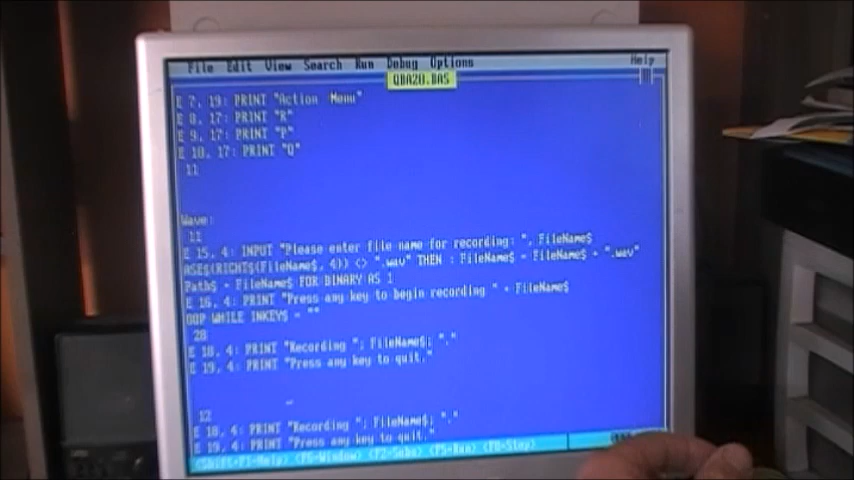 File Edit View Search Run Debug Options Help
QBA20.BAS
E 7, 19: PRINT "Action Menu"
E 8, 17: PRINT "R"
E 9, 17: PRINT "P"
E 10, 17: PRINT "Q"
11
Wave:
11
E 15, 4: INPUT "Please enter file name for recording: ", FileName$
ASE$(RIGHT$(FileName$, 4)) <> ".wav" THEN : FileName$ = FileName$ + ".wav"
Path$ + FileName$ FOR BINARY AS 1
E 16, 4: PRINT "Press any key to begin recording " + FileName$
OOP WHILE INKEY$ = ""
28
E 18, 4: PRINT "Recording "; FileName$; "."
E 19, 4: PRINT "Press any key to quit."
12
E 18, 4: PRINT "Recording "; FileName$; "."
E 19, 4: PRINT "Press any key to quit."
<Shift+F1=Help> <F6=Window> <F2=Subs> <F5=Run> <F8=Step>